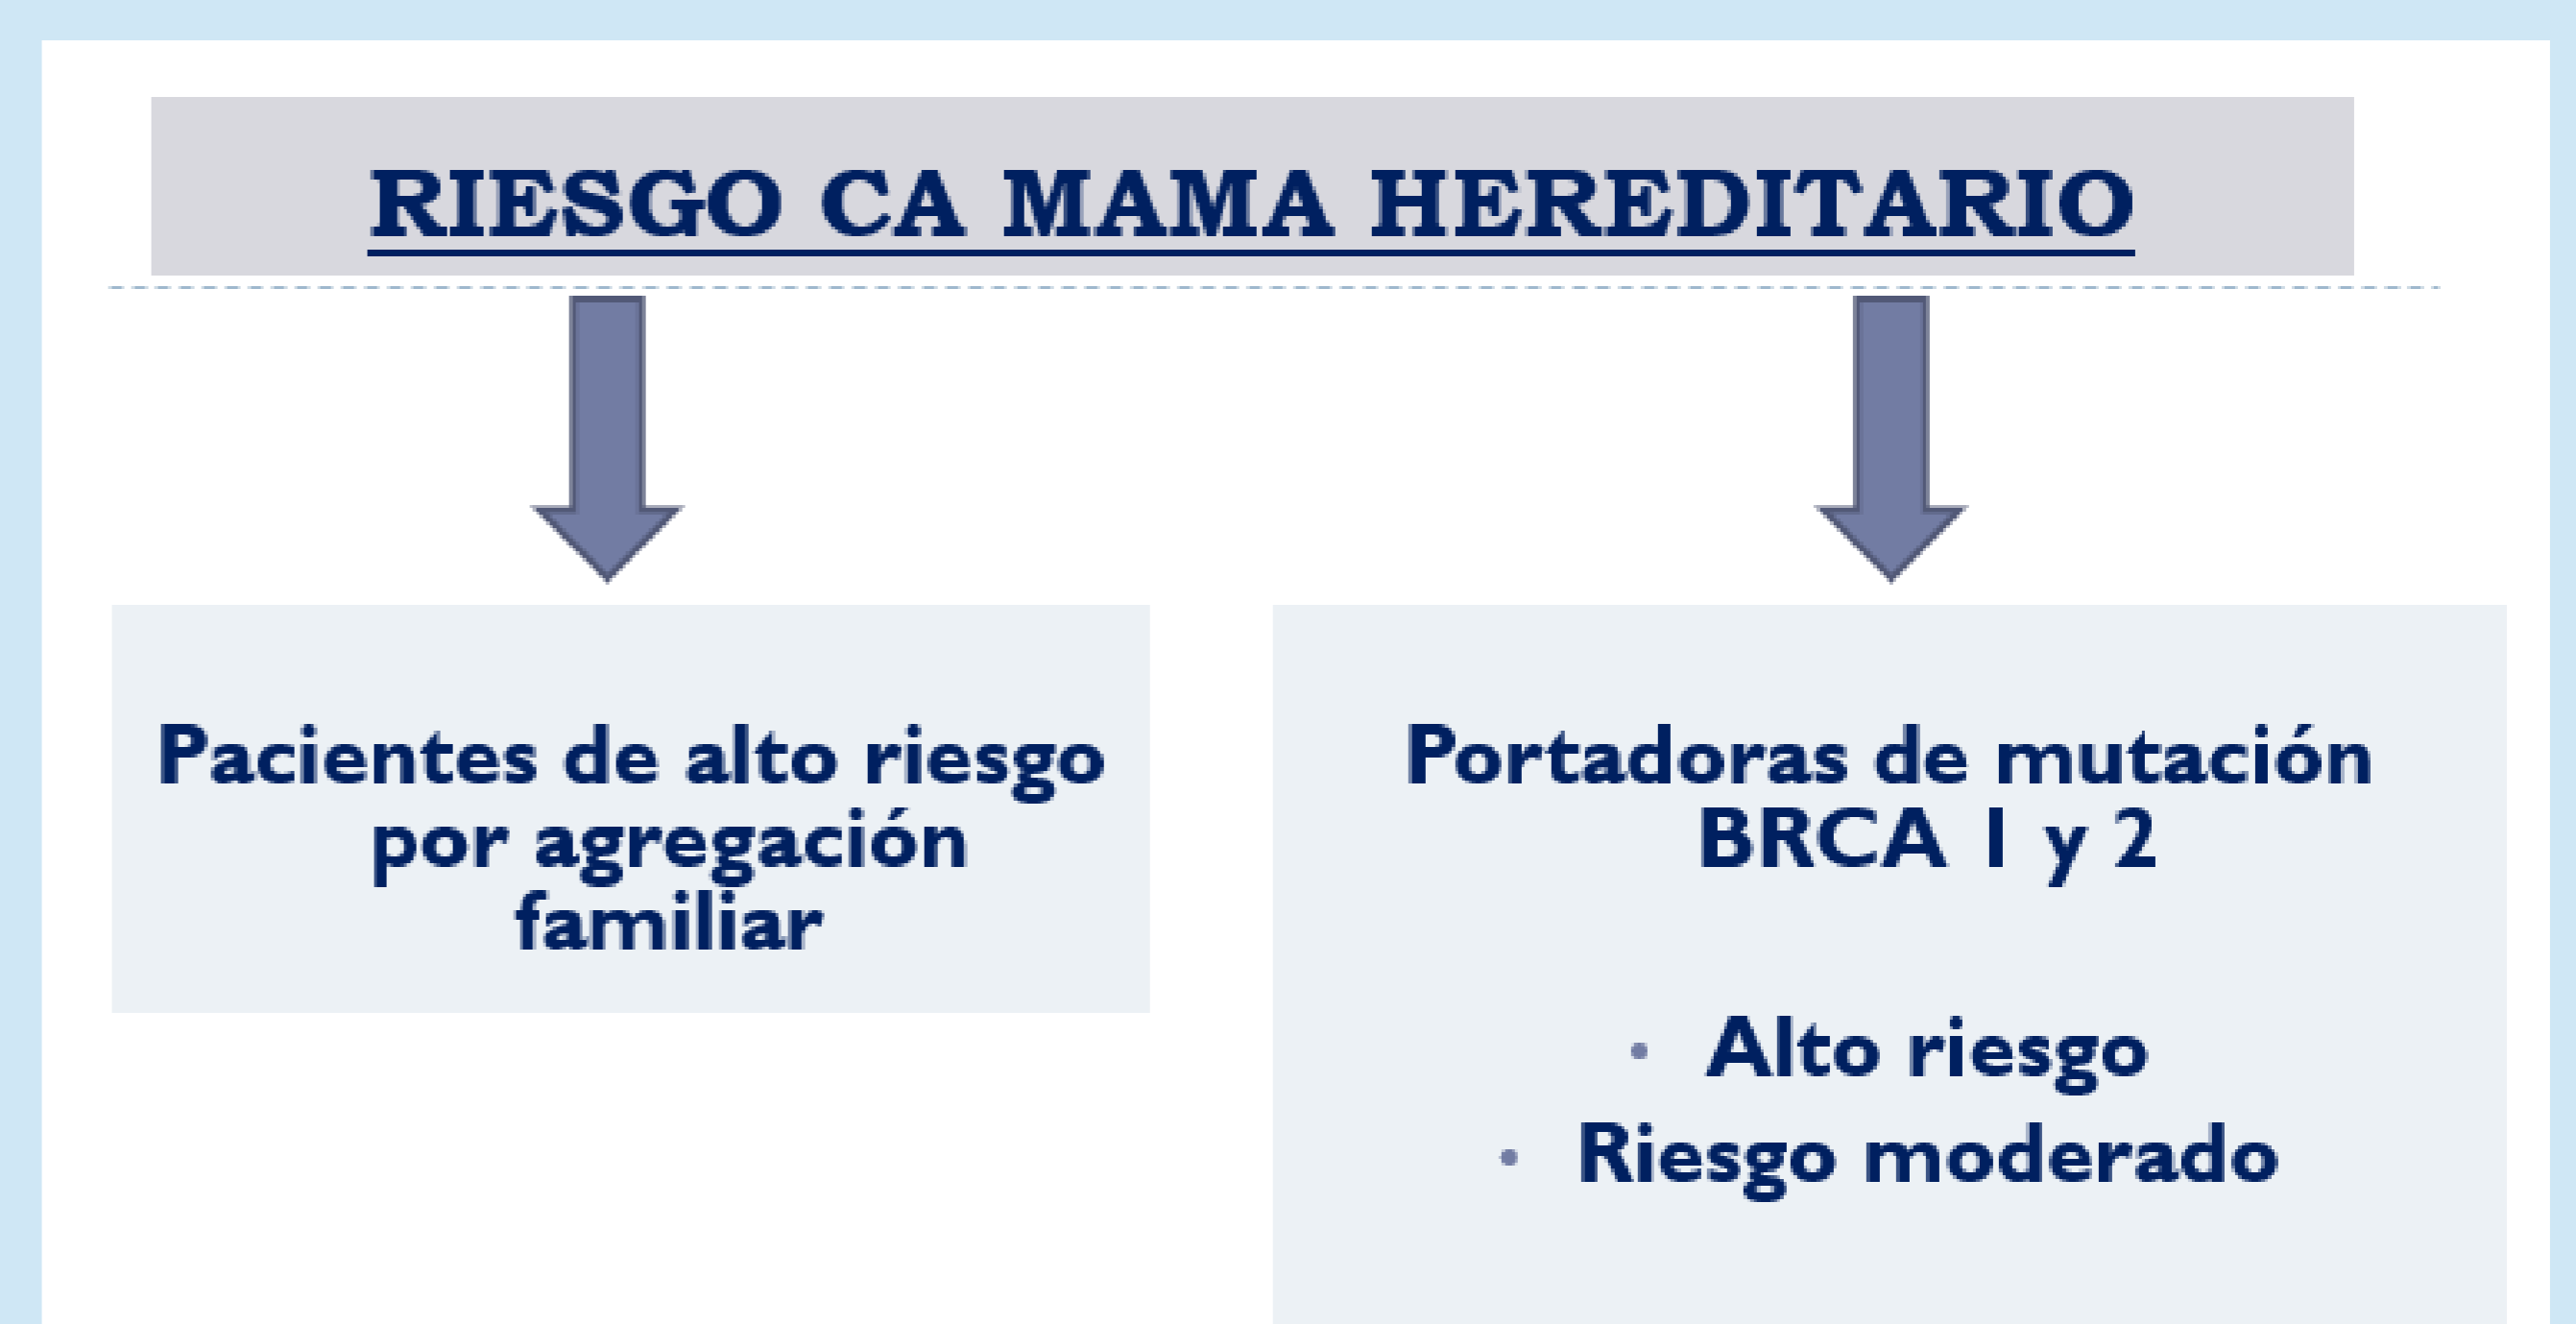 RIESGO CA MAMA HEREDITARIO
Pacientes de alto riesgo
por agregación
familiar
Portadoras de mutación
BRCA 1 y 2
• Alto riesgo
• Riesgo moderado